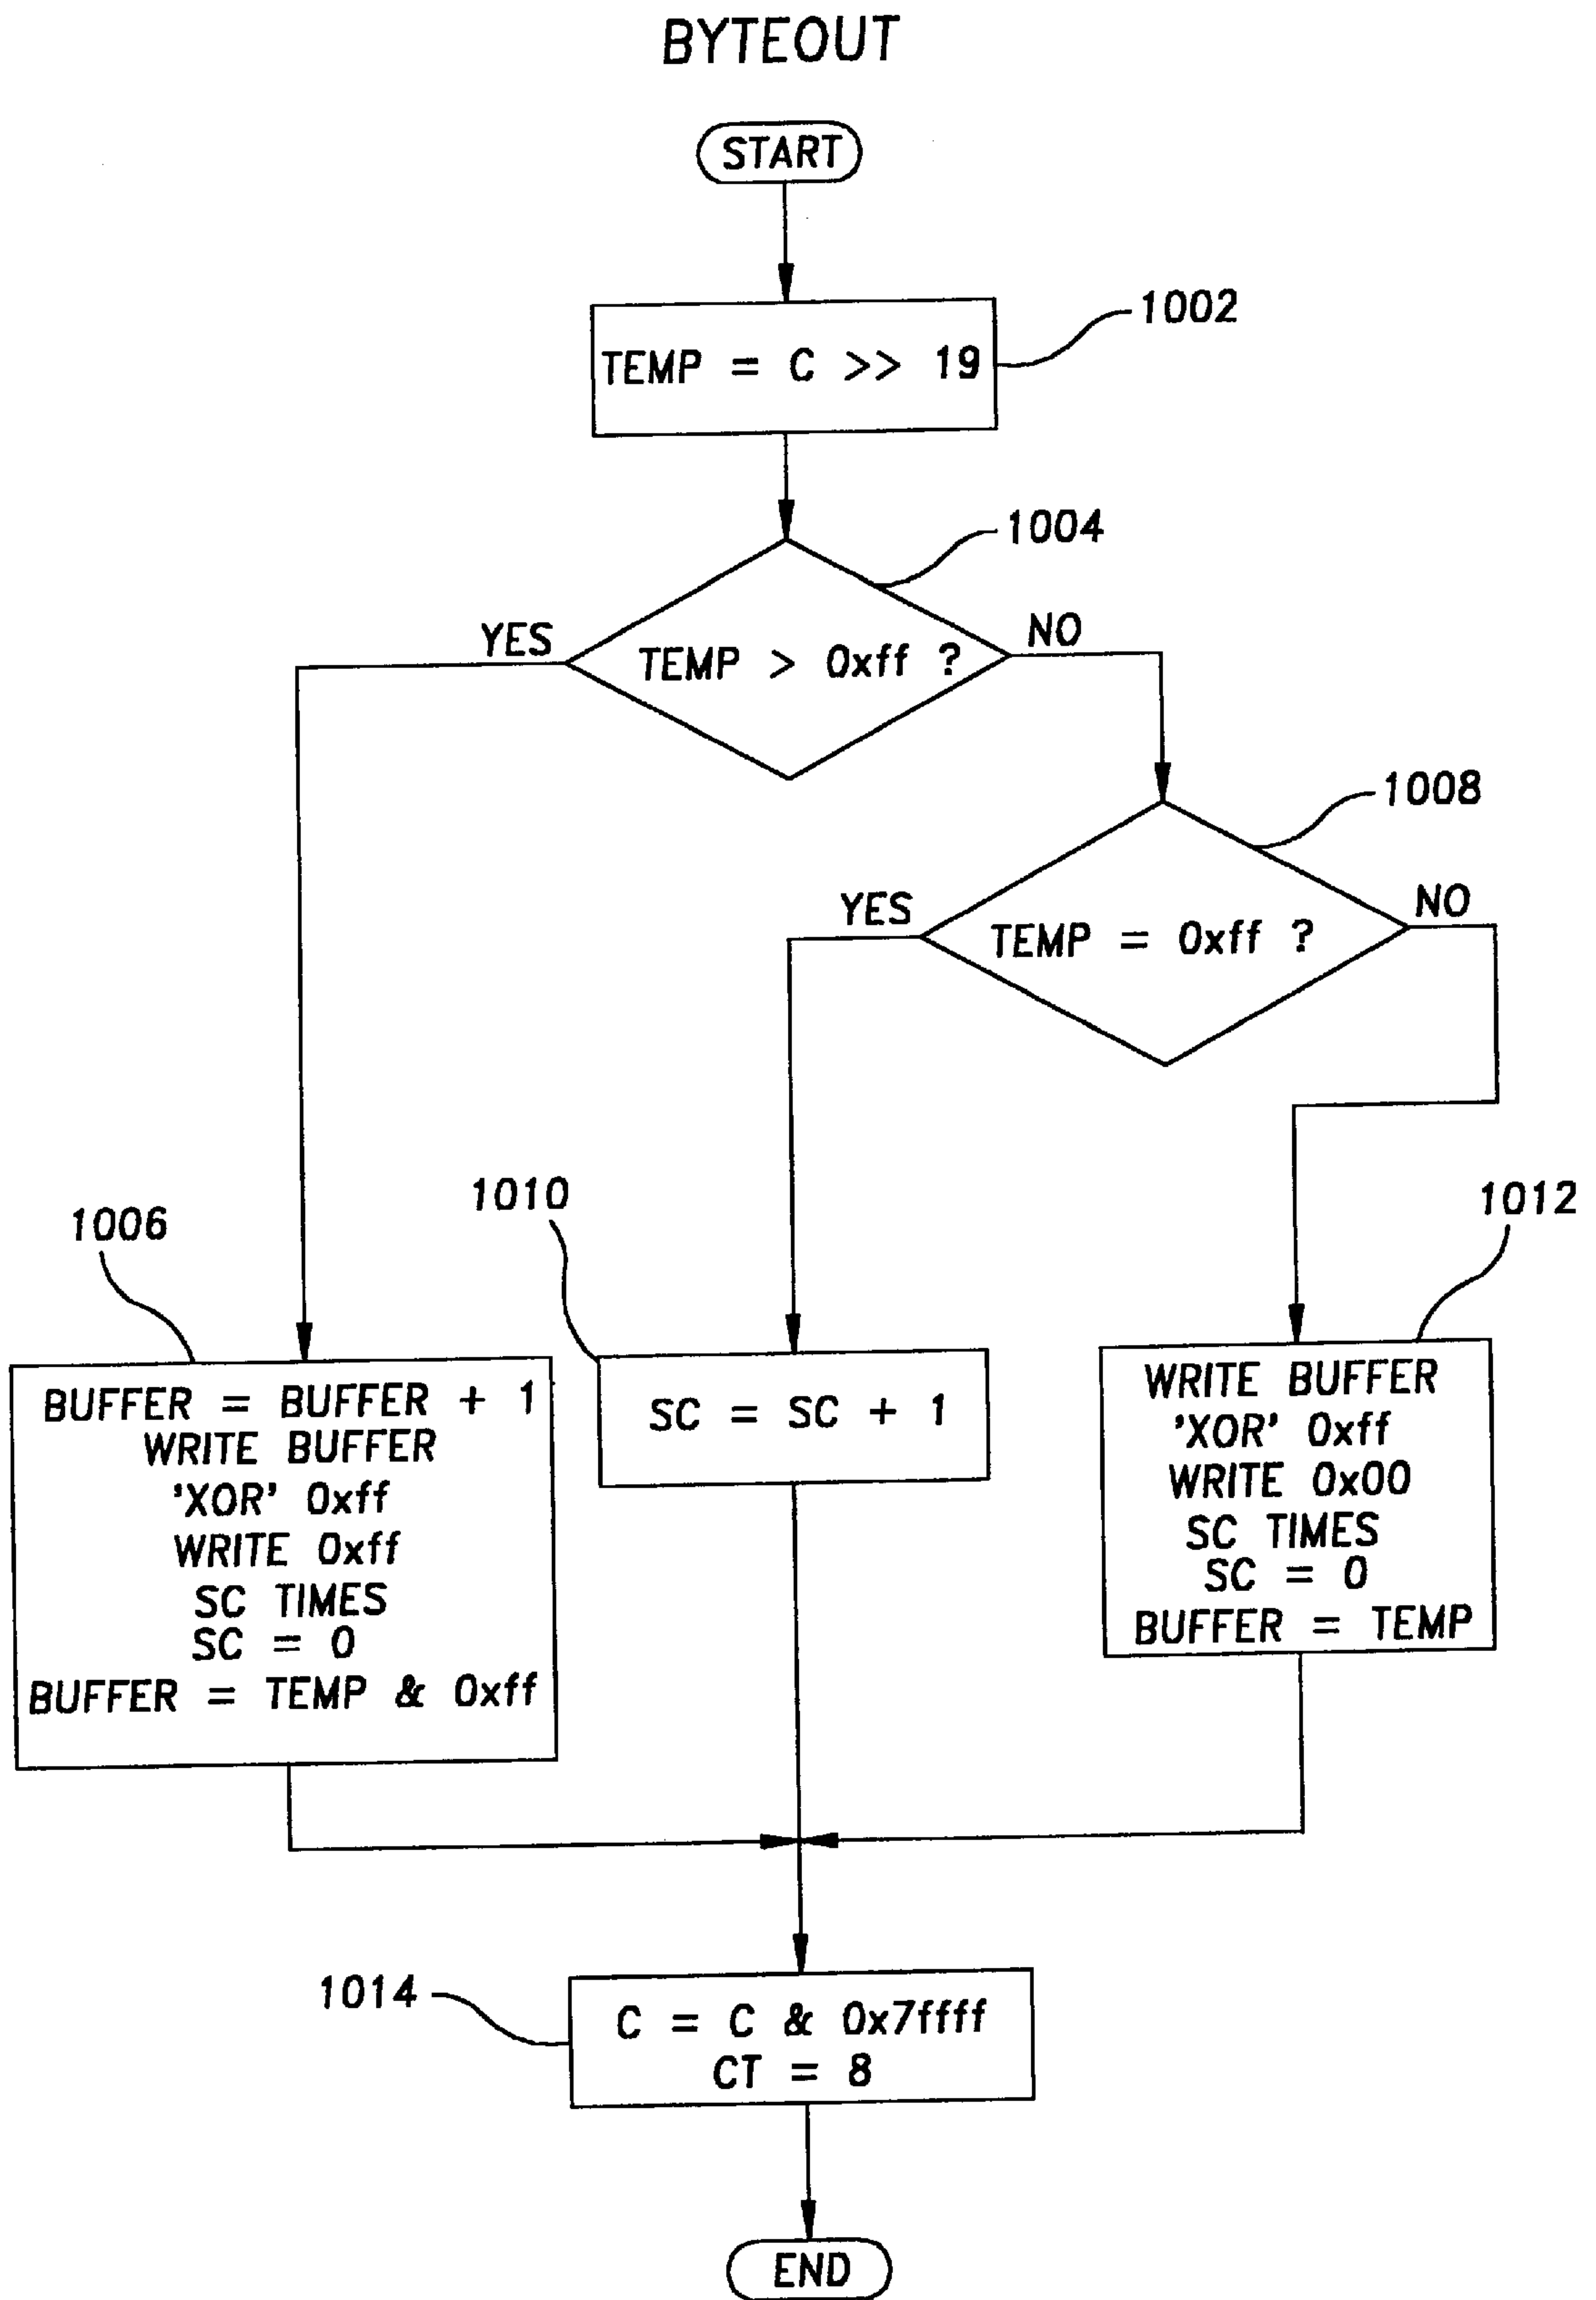 BYTEOUT
START
1002
TEMP = C >> 19
1004
YES
NO
TEMP > 0xff ?
1008
YES
NO
TEMP = 0xff ?
1006
1010
1012
BUFFER = BUFFER + 1
WRITE BUFFER
'XOR' 0xff
WRITE 0xff
SC TIMES
SC = 0
BUFFER = TEMP & 0xff
SC = SC + 1
WRITE BUFFER
'XOR' 0xff
WRITE 0x00
SC TIMES
SC = 0
BUFFER = TEMP
1014
C = C & 0x7ffff
CT = 8
END